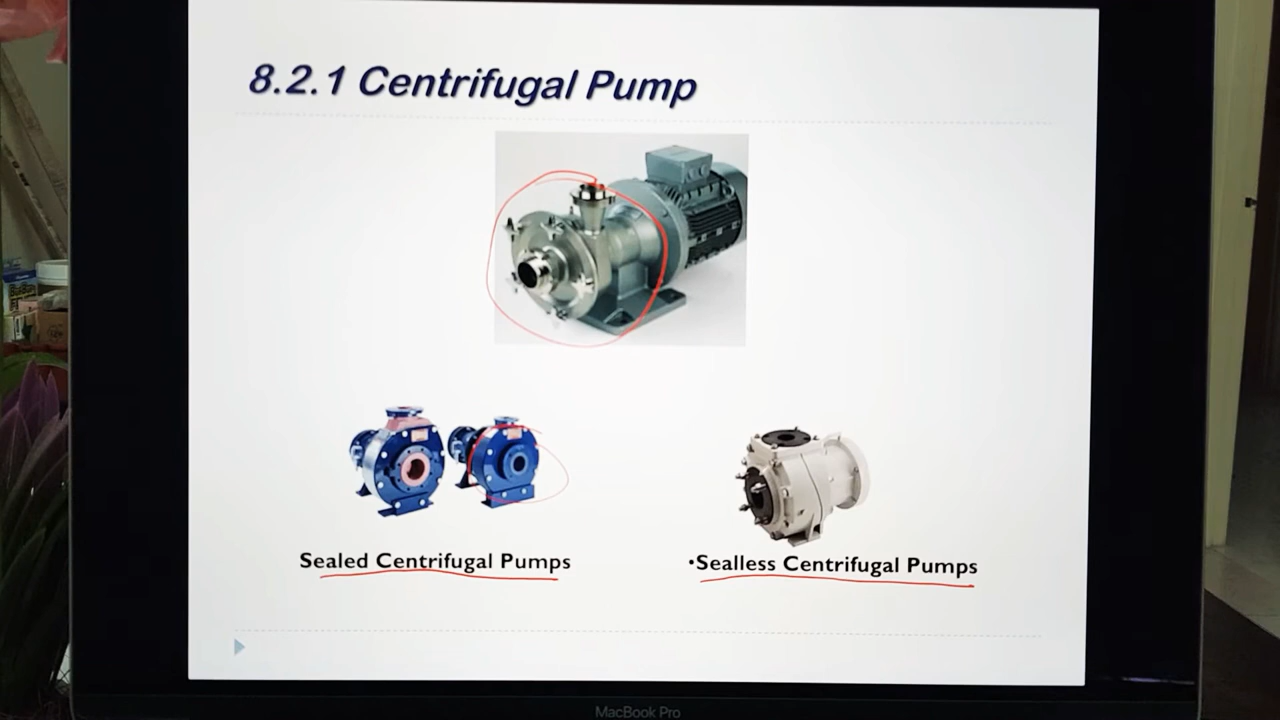 8.2.1 Centrifugal Pump
Sealed Centrifugal Pumps
•Sealless Centrifugal Pumps
MacBook Pro